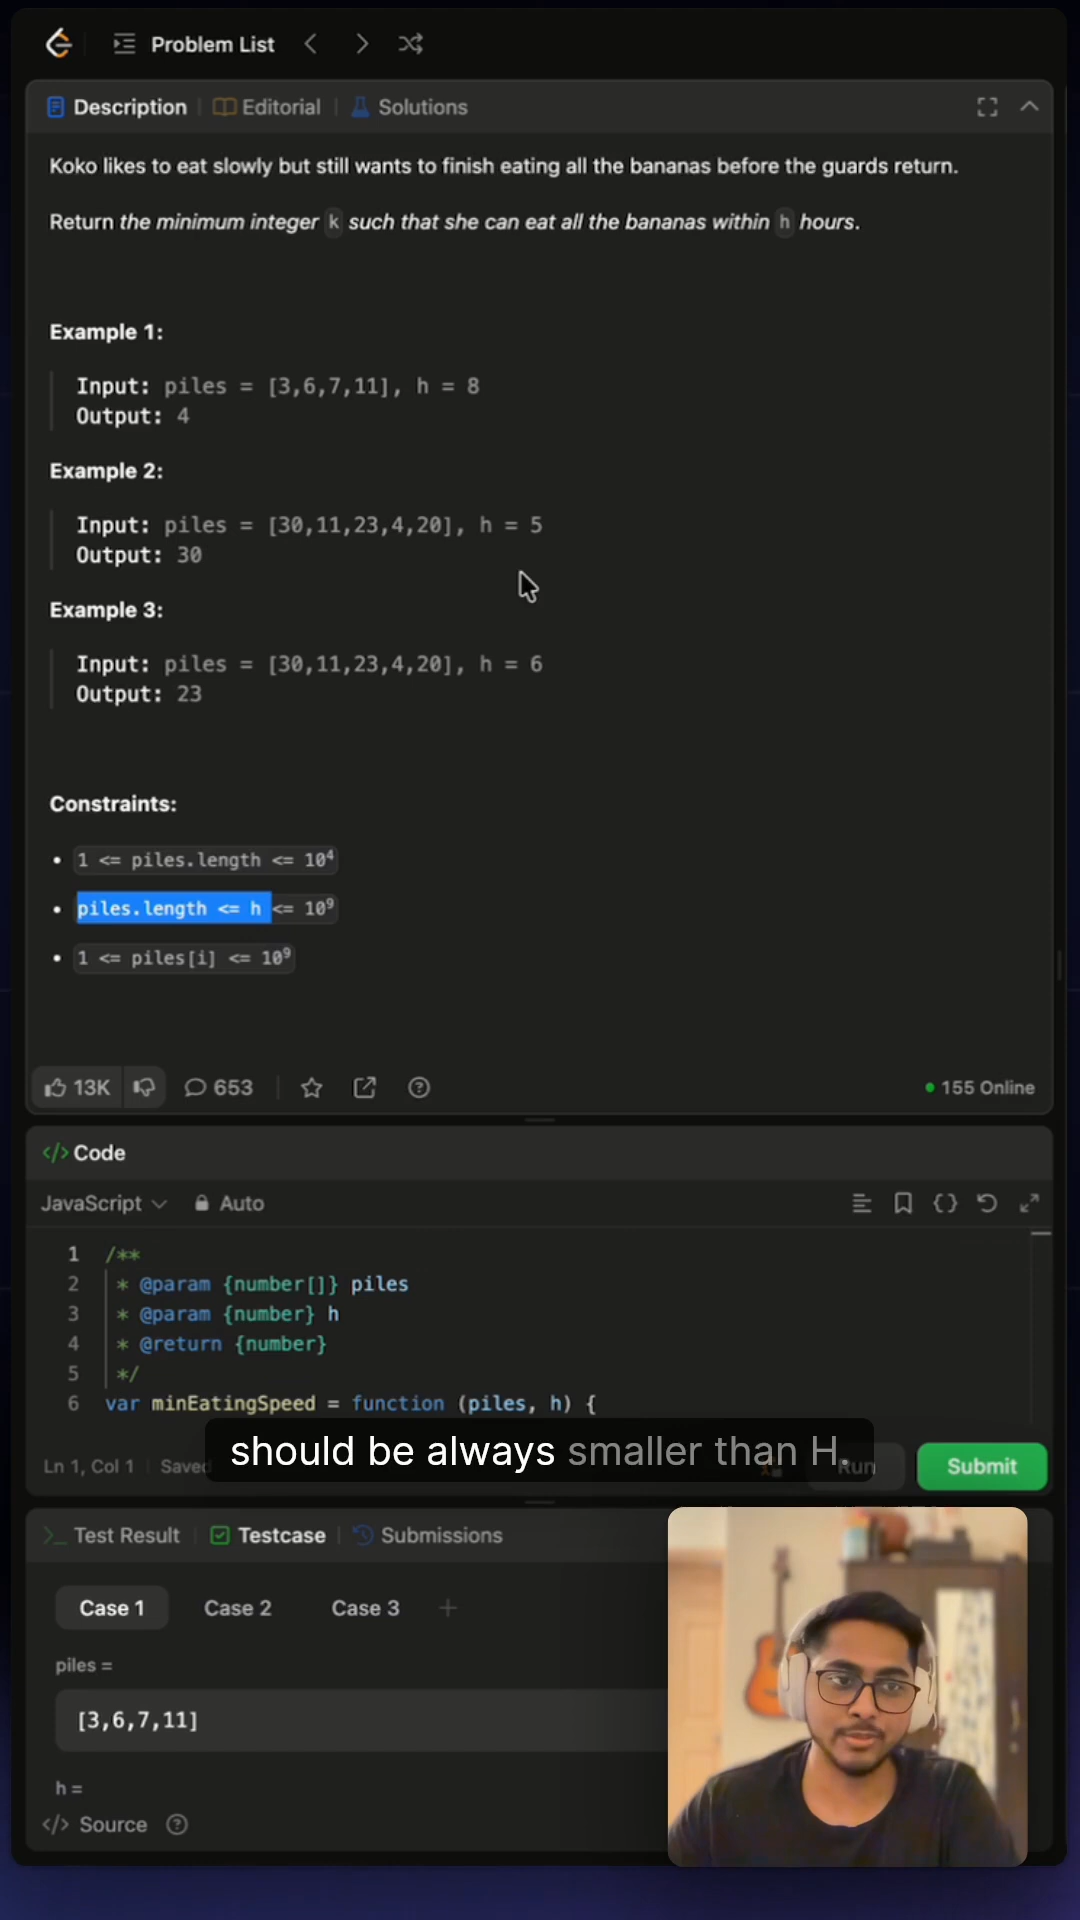 Problem List
Description
Editorial
Solutions
Koko likes to eat slowly but still wants to finish eating all the bananas before the guards return.
Return the minimum integer k such that she can eat all the bananas within h hours.
Example 1:
Input: piles = [3,6,7,11], h = 8
Output: 4
Example 2:
Input: piles = [30,11,23,4,20], h = 5
Output: 30
Example 3:
Input: piles = [30,11,23,4,20], h = 6
Output: 23
Constraints:
• 1 <= piles.length <= 10⁴
• piles.length <= h <= 10⁹
• 1 <= piles[i] <= 10⁹
13K
653
155 Online
</> Code
JavaScript
Auto
1 /**
2 * @param {number[]} piles
3 * @param {number} h
4 * @return {number}
5 */
6 var minEatingSpeed = function (piles, h) {
should be always smaller than H.
Ln 1, Col 1
Saved
Run
Submit
Test Result
Testcase
Submissions
Case 1
Case 2
Case 3
+
piles =
[3,6,7,11]
h =
</> Source